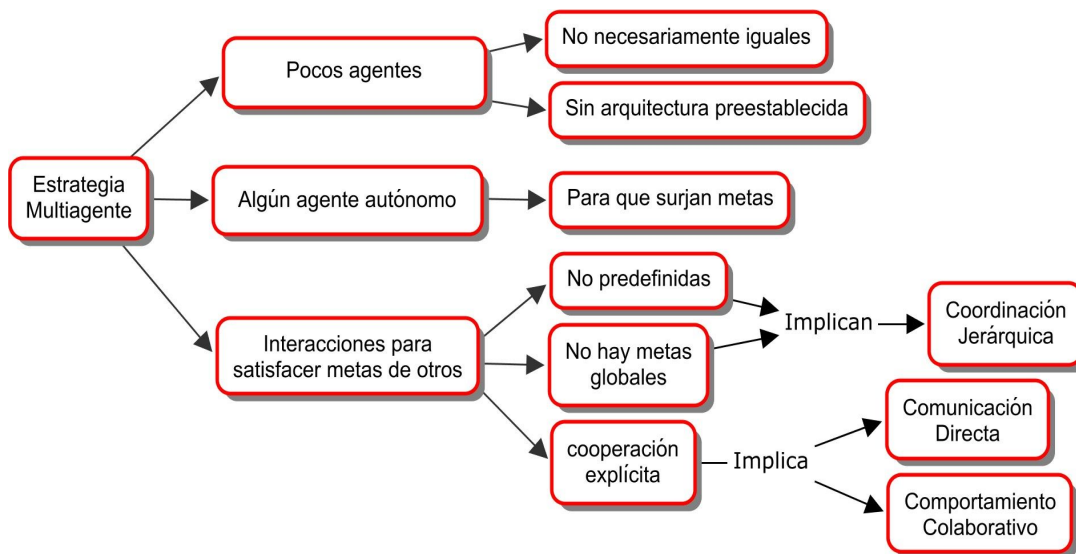 No necesariamente iguales
Pocos agentes
Sin arquitectura preestablecida
Estrategia
Multiagente
Algún agente autónomo
Para que surjan metas
No predefinidas
Interacciones para
satisfacer metas de otros
No hay metas
globales
Implican
Coordinación
Jerárquica
cooperación
explícita
Implica
Comunicación
Directa
Comportamiento
Colaborativo